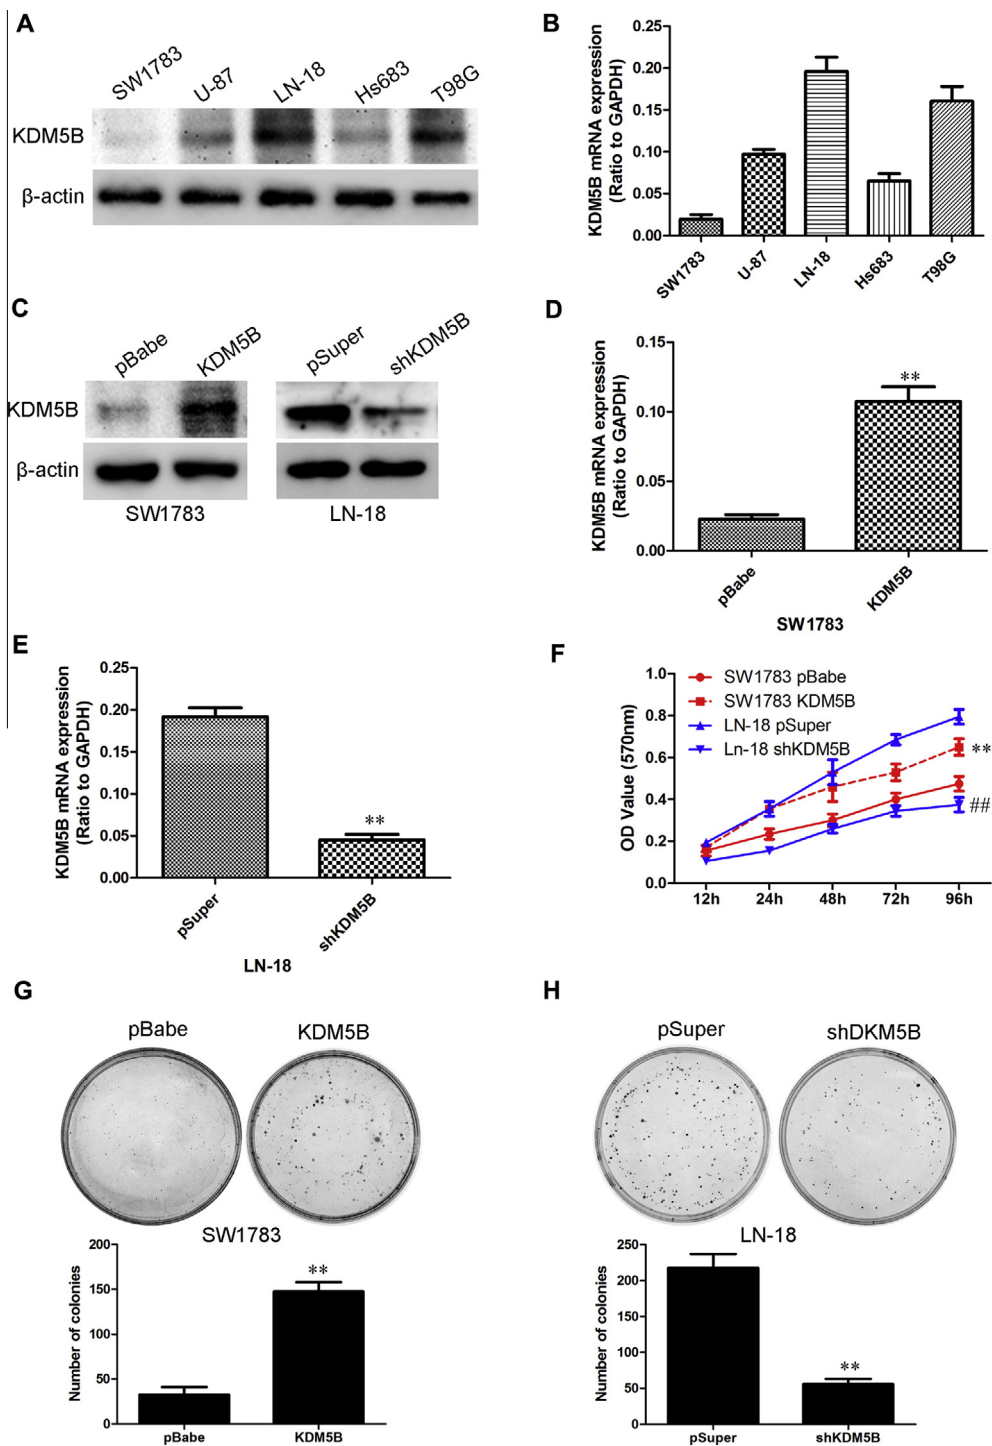 A
SW1783 U-87 LN-18 Hs683 T98G
KDM5B
β-actin
B
KDM5B mRNA expression
(Ratio to GAPDH)
0.25
0.20
0.15
0.10
0.05
0.00
SW1783 U-87 LN-18 Hs683 T98G
C
pBabe KDM5B pSuper shKDM5B
KDM5B
β-actin
SW1783 LN-18
D
KDM5B mRNA expression
(Ratio to GAPDH)
0.15
0.10
0.05
0.00
**
pBabe KDM5B
SW1783
E
KDM5B mRNA expression
(Ratio to GAPDH)
0.25
0.20
0.15
0.10
0.05
0.00
**
pSuper shKDM5B
LN-18
F
OD Value (570nm)
1.0
0.8
0.6
0.4
0.2
0.0
SW1783 pBabe
SW1783 KDM5B
LN-18 pSuper
Ln-18 shKDM5B
**
##
12h 24h 48h 72h 96h
G
pBabe KDM5B
SW1783
Number of colonies
200
150
100
50
0
**
pBabe KDM5B
H
pSuper shDKM5B
LN-18
Number of colonies
250
200
150
100
50
0
**
pSuper shKDM5B